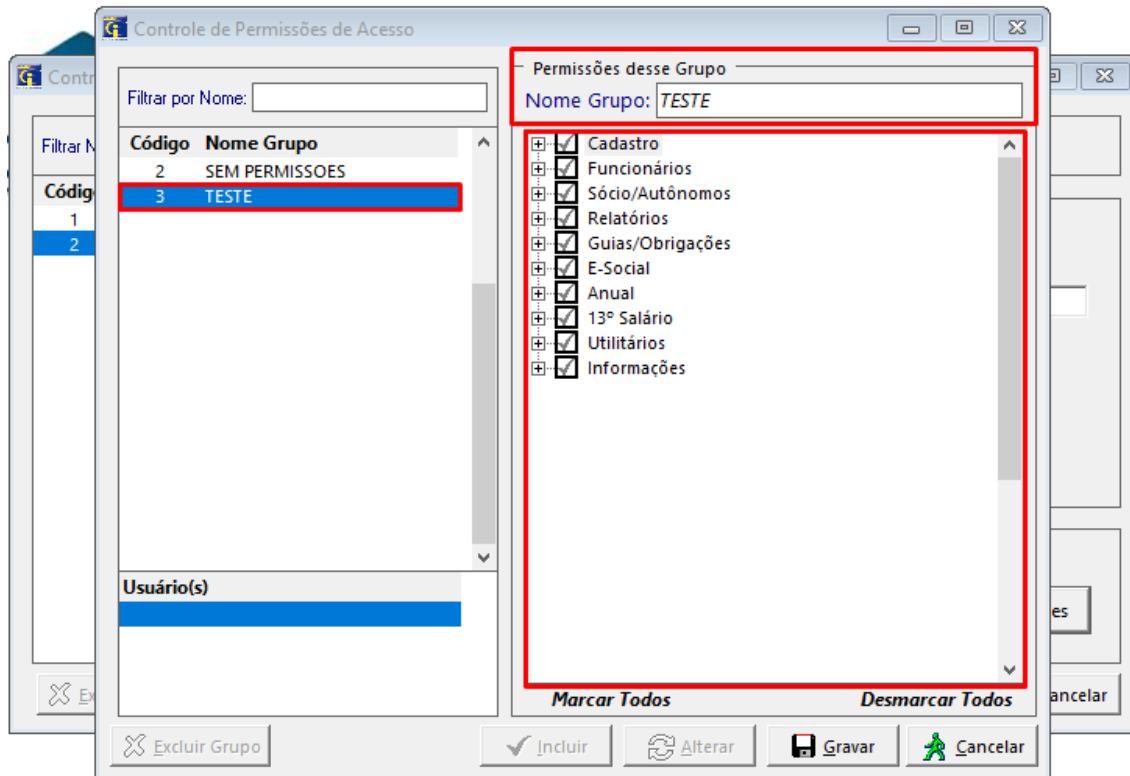 Controle de Permissões de Acesso
Contr
Permissões desse Grupo
Filtrar por Nome:
Nome Grupo: TESTE
Filtrar N
Código Nome Grupo
2 SEM PERMISSOES
3 TESTE
Códig
1
2
Cadastro
Funcionários
Sócio/Autônomos
Relatórios
Guias/Obrigações
E-Social
Anual
13º Salário
Utilitários
Informações
Usuário(s)
es
Marcar Todos Desmarcar Todos
Ex
ancelar
Excluir Grupo Incluir Alterar Gravar Cancelar